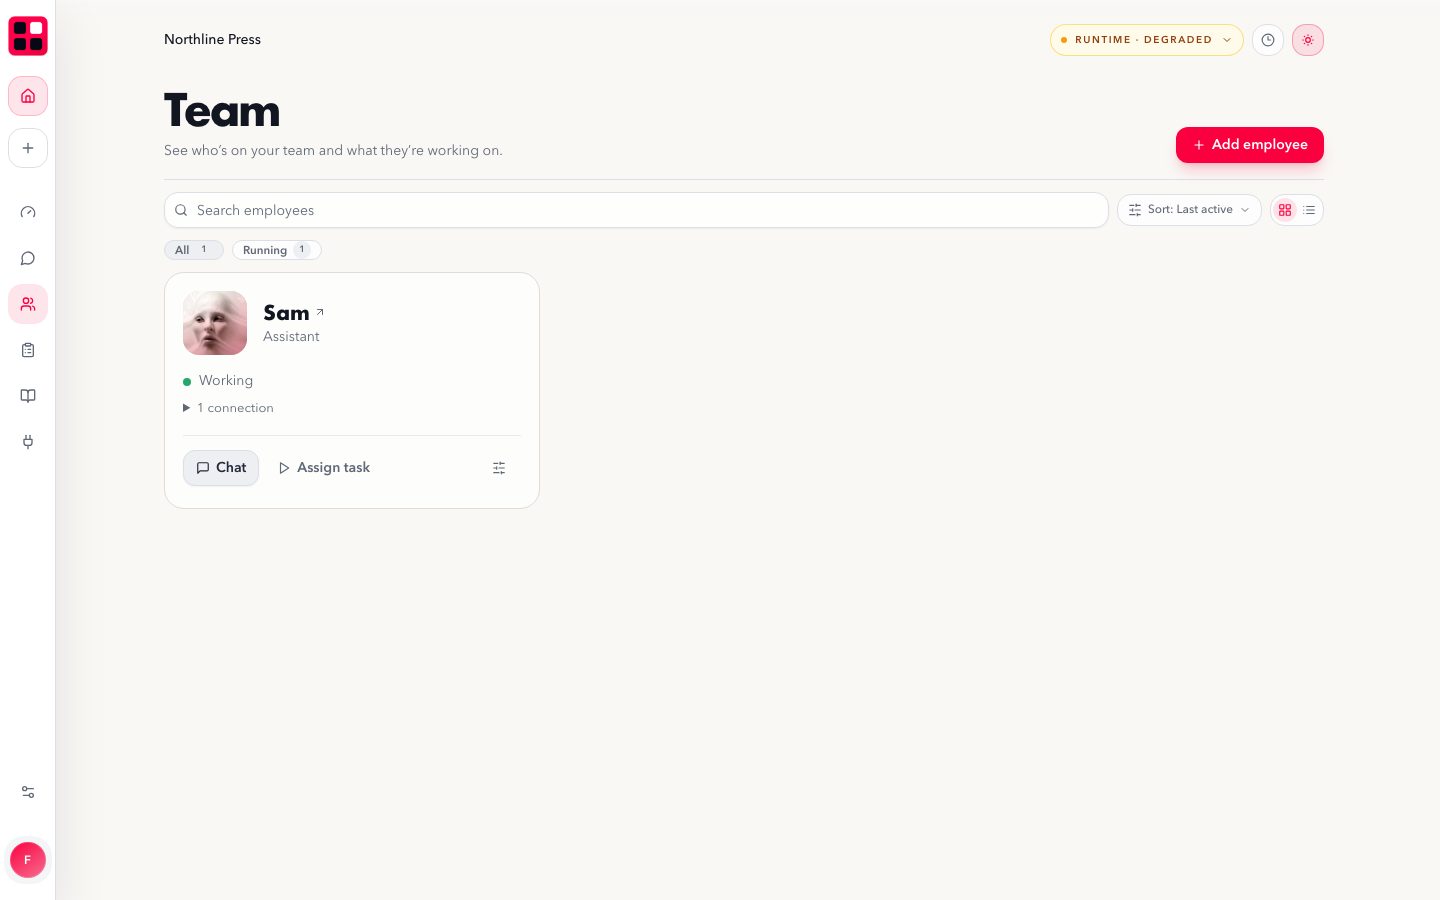 Northline Press
RUNTIME · DEGRADED
Team
See who’s on your team and what they’re working on.
Add employee
Search employees
Sort: Last active
All 1
Running 1
Sam
Assistant
Working
1 connection
Chat
Assign task
F